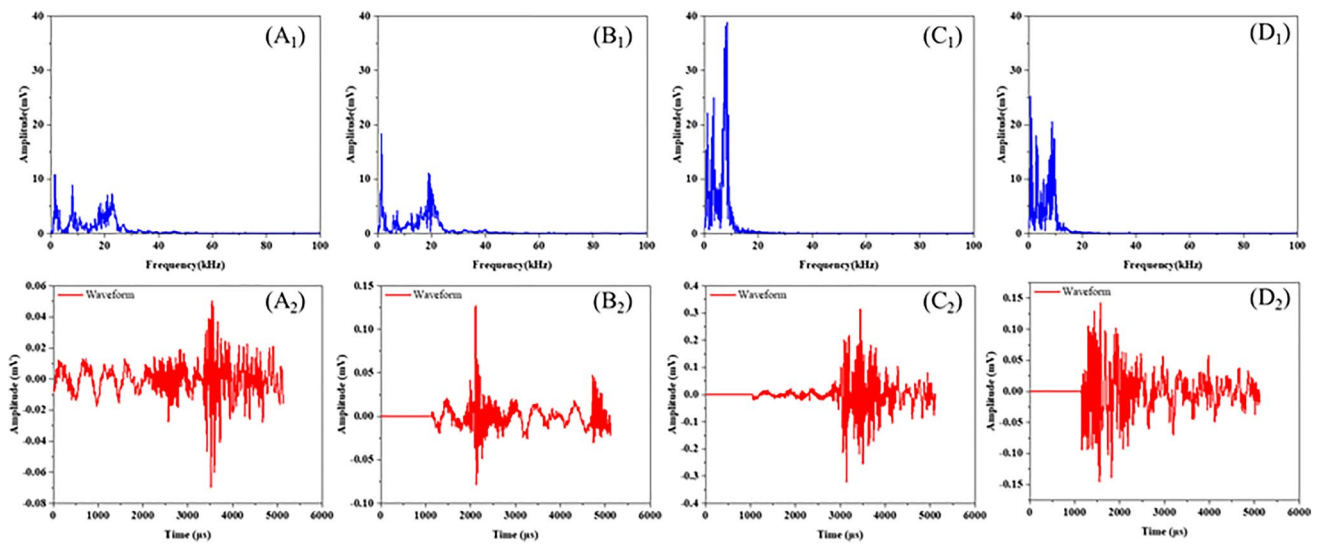 (A1)
40
30
20
10
0
Amplitude(mV)
0 20 40 60 80 100
Frequency(kHz)
(B1)
40
30
20
10
0
Amplitude(mV)
0 20 40 60 80 100
Frequency(kHz)
(C1)
40
30
20
10
0
Amplitude(mV)
0 20 40 60 80 100
Frequency(kHz)
(D1)
40
30
20
10
0
Amplitude(mV)
0 20 40 60 80 100
Frequency(kHz)
(A2)
Waveform
0.06
0.04
0.02
0.00
-0.02
-0.04
-0.06
-0.08
Amplitude (mV)
0 1000 2000 3000 4000 5000 6000
Time (µs)
(B2)
Waveform
0.15
0.10
0.05
0.00
-0.05
-0.10
Amplitude (mV)
0 1000 2000 3000 4000 5000 6000
Time (µs)
(C2)
Waveform
0.4
0.3
0.2
0.1
0.0
-0.1
-0.2
-0.3
-0.4
Amplitude (mV)
0 1000 2000 3000 4000 5000 6000
Time (µs)
(D2)
Waveform
0.15
0.10
0.05
0.00
-0.05
-0.10
-0.15
Amplitude (mV)
0 1000 2000 3000 4000 5000 6000
Time (µs)